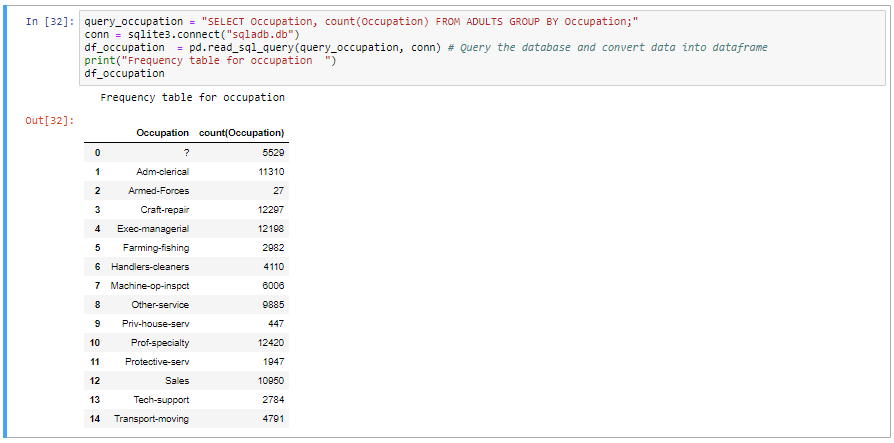 In [32]: query_occupation = "SELECT Occupation, count(Occupation) FROM ADULTS GROUP BY Occupation;"
conn = sqlite3.connect("sqladb.db")
df_occupation  = pd.read_sql_query(query_occupation, conn) # Query the database and convert data into dataframe
print("Frequency table for occupation  ")
df_occupation
Frequency table for occupation
Out[32]:
Occupation count(Occupation)
0 ? 5529
1 Adm-clerical 11310
2 Armed-Forces 27
3 Craft-repair 12297
4 Exec-managerial 12198
5 Farming-fishing 2982
6 Handlers-cleaners 4110
7 Machine-op-inspct 6006
8 Other-service 9885
9 Priv-house-serv 447
10 Prof-specialty 12420
11 Protective-serv 1947
12 Sales 10950
13 Tech-support 2784
14 Transport-moving 4791